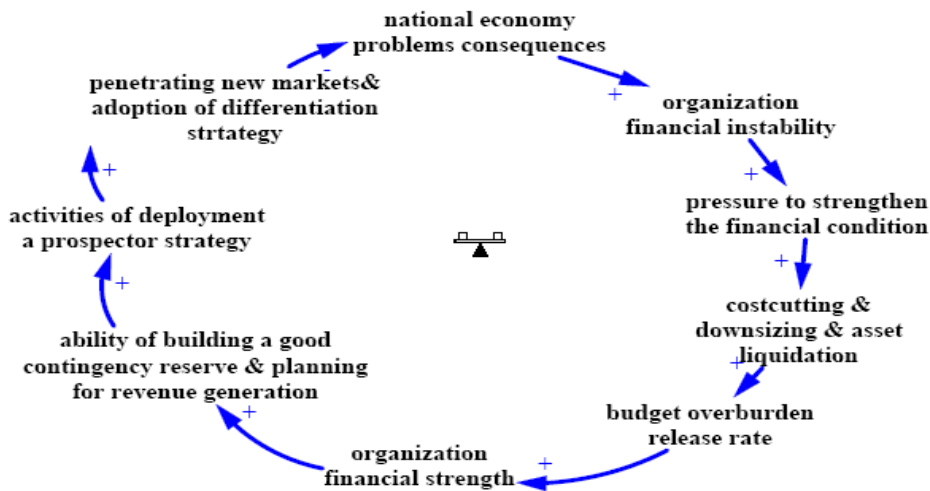 national economy
problems consequences
-
penetrating new markets&
adoption of differentiation
strtategy
+
organization
financial instability
+
+
activities of deployment
a prospector strategy
pressure to strengthen
the financial condition
+
+
costcutting &
downsizing & asset
liquidation
+
ability of building a good
contingency reserve & planning
for revenue generation
+
budget overburden
release rate
organization
financial strength
+